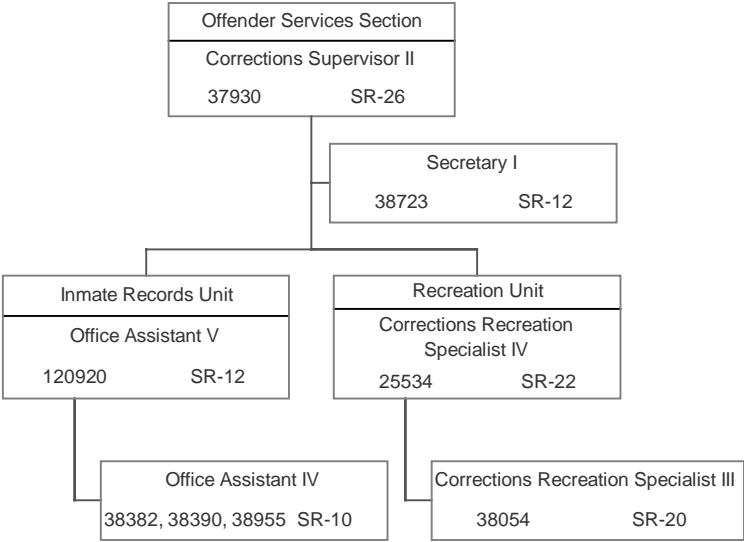 Offender Services Section
Corrections Supervisor II
37930 SR-26
Secretary I
38723 SR-12
Inmate Records Unit
Office Assistant V
120920 SR-12
Recreation Unit
Corrections Recreation
Specialist IV
25534 SR-22
Office Assistant IV
38382, 38390, 38955 SR-10
Corrections Recreation Specialist III
38054 SR-20